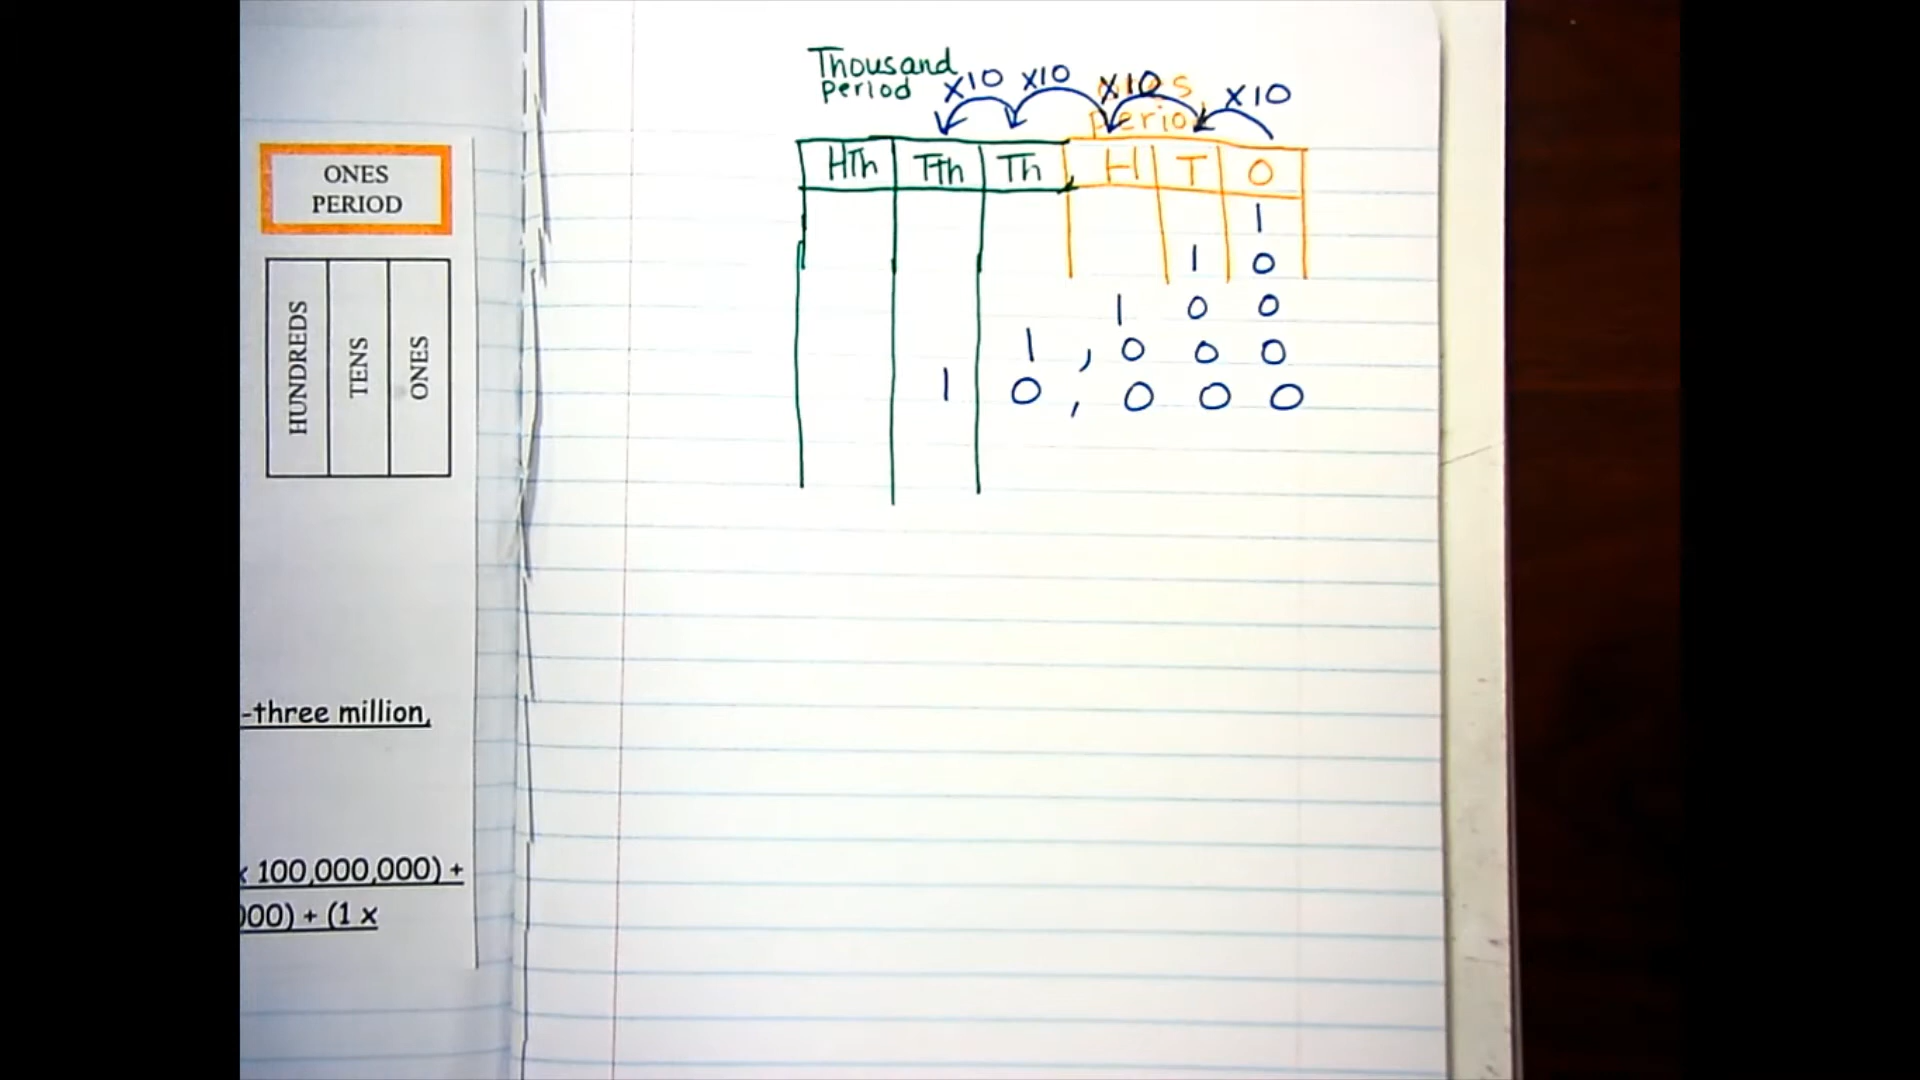 ONES
PERIOD
HUNDREDS
TENS
ONES
-three million,
x 100,000,000) +
000) + (1 x
Thousand
period
x10 x10 x10 x10
ones
period
HTh TTh Th H T O
1
1 0
1 0 0
1 , 0 0 0
1 0 , 0 0 0